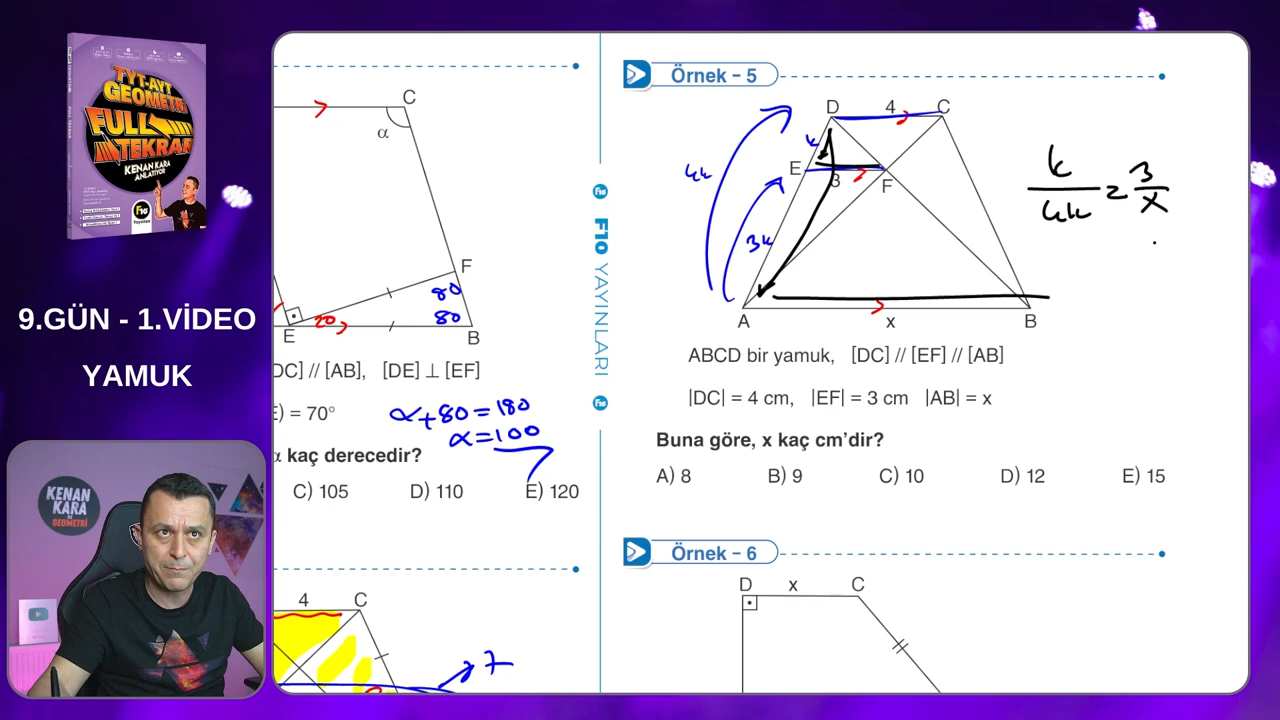 TYT-AYT
GEOMETRİ
FULL
TEKRAR
KENAN KARA
ANLATIYOR
F10
9.GÜN - 1.VİDEO
YAMUK
KENAN
KARA
GEOMETRİ
C
α
F
80
80
20
E
B
[DC] // [AB], [DE] ⊥ [EF]
E) = 70°
α+80=180
α=100
α kaç derecedir?
C) 105 D) 110 E) 120
4 C
7
F10 YAYINLARI
Örnek – 5
D 4 C
4k
k
E 3 F
3k
A x B
k/4k = 3/x
ABCD bir yamuk, [DC] // [EF] // [AB]
|DC| = 4 cm, |EF| = 3 cm |AB| = x
Buna göre, x kaç cm'dir?
A) 8 B) 9 C) 10 D) 12 E) 15
Örnek – 6
D x C